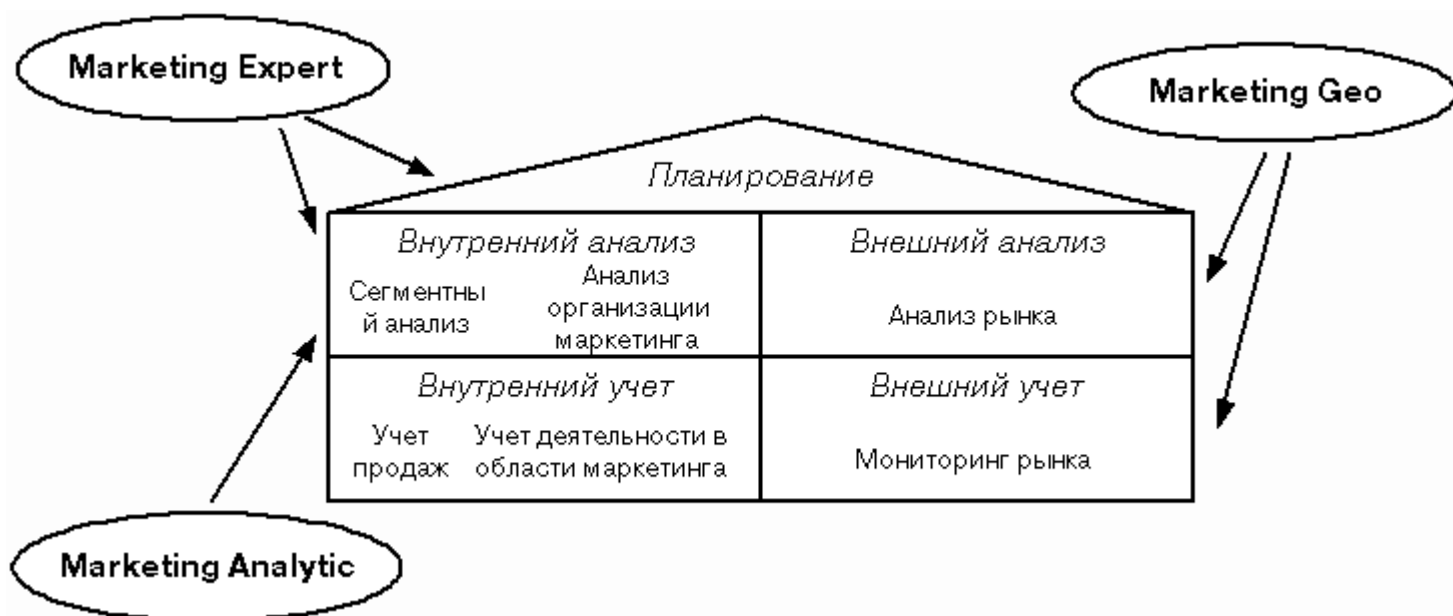 Marketing Expert
Marketing Geo
Планирование
Внутренний анализ
Сегментны
й анализ
Анализ
организации
маркетинга
Внешний анализ
Анализ рынка
Внутренний учет
Учет
продаж
Учет деятельности в
области маркетинга
Внешний учет
Мониторинг рынка
Marketing Analytic